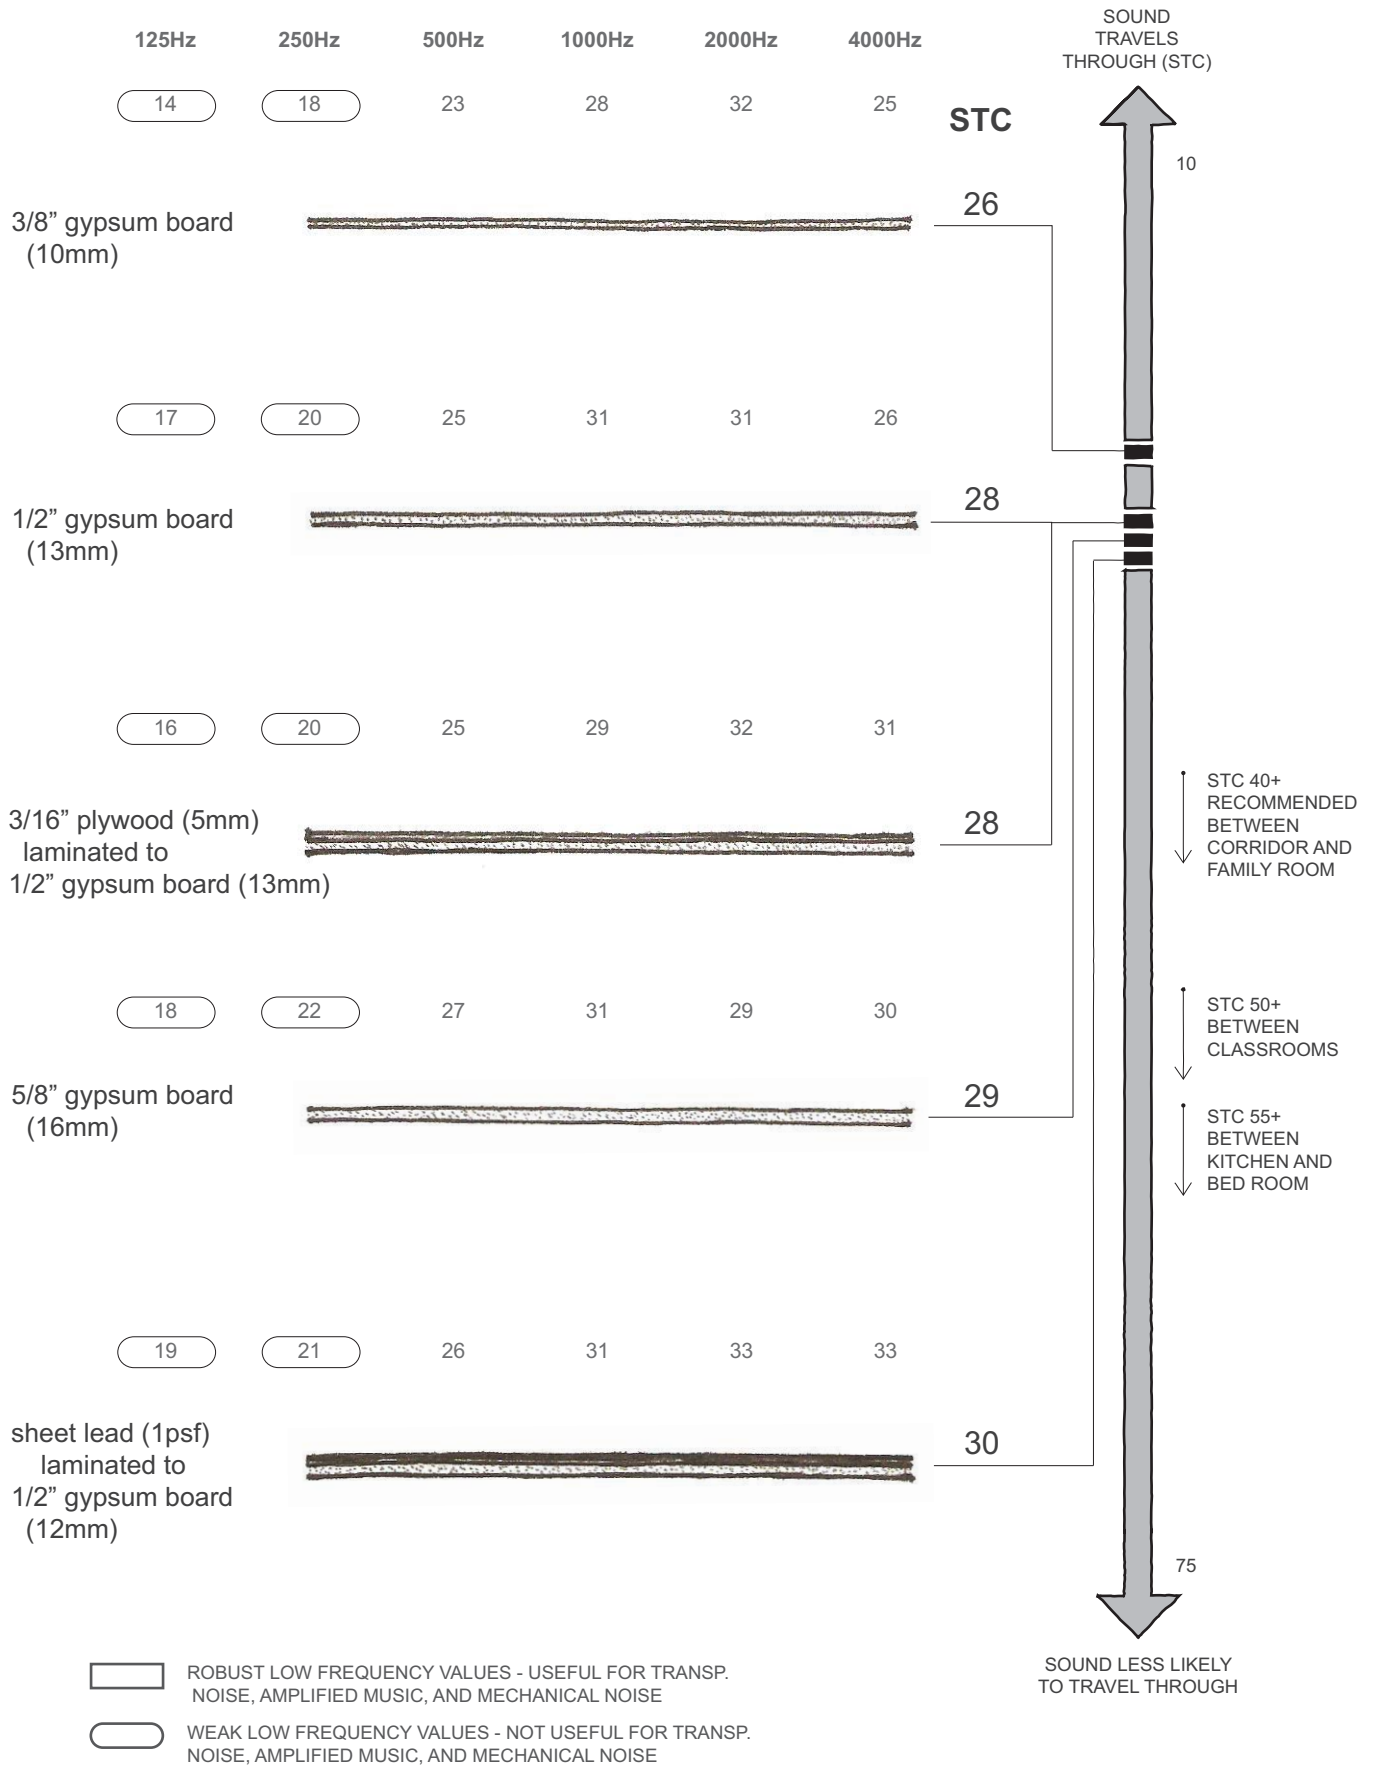 125Hz 250Hz 500Hz 1000Hz 2000Hz 4000Hz
SOUND
TRAVELS
THROUGH (STC)
14 18 23 28 32 25
STC
10
3/8” gypsum board
(10mm)
26
17 20 25 31 31 26
1/2” gypsum board
(13mm)
28
16 20 25 29 32 31
3/16” plywood (5mm)
laminated to
1/2” gypsum board (13mm)
28
STC 40+
RECOMMENDED
BETWEEN
CORRIDOR AND
FAMILY ROOM
18 22 27 31 29 30
STC 50+
BETWEEN
CLASSROOMS
5/8” gypsum board
(16mm)
29
STC 55+
BETWEEN
KITCHEN AND
BED ROOM
19 21 26 31 33 33
sheet lead (1psf)
laminated to
1/2” gypsum board
(12mm)
30
75
SOUND LESS LIKELY
TO TRAVEL THROUGH
ROBUST LOW FREQUENCY VALUES - USEFUL FOR TRANSP.
NOISE, AMPLIFIED MUSIC, AND MECHANICAL NOISE
WEAK LOW FREQUENCY VALUES - NOT USEFUL FOR TRANSP.
NOISE, AMPLIFIED MUSIC, AND MECHANICAL NOISE